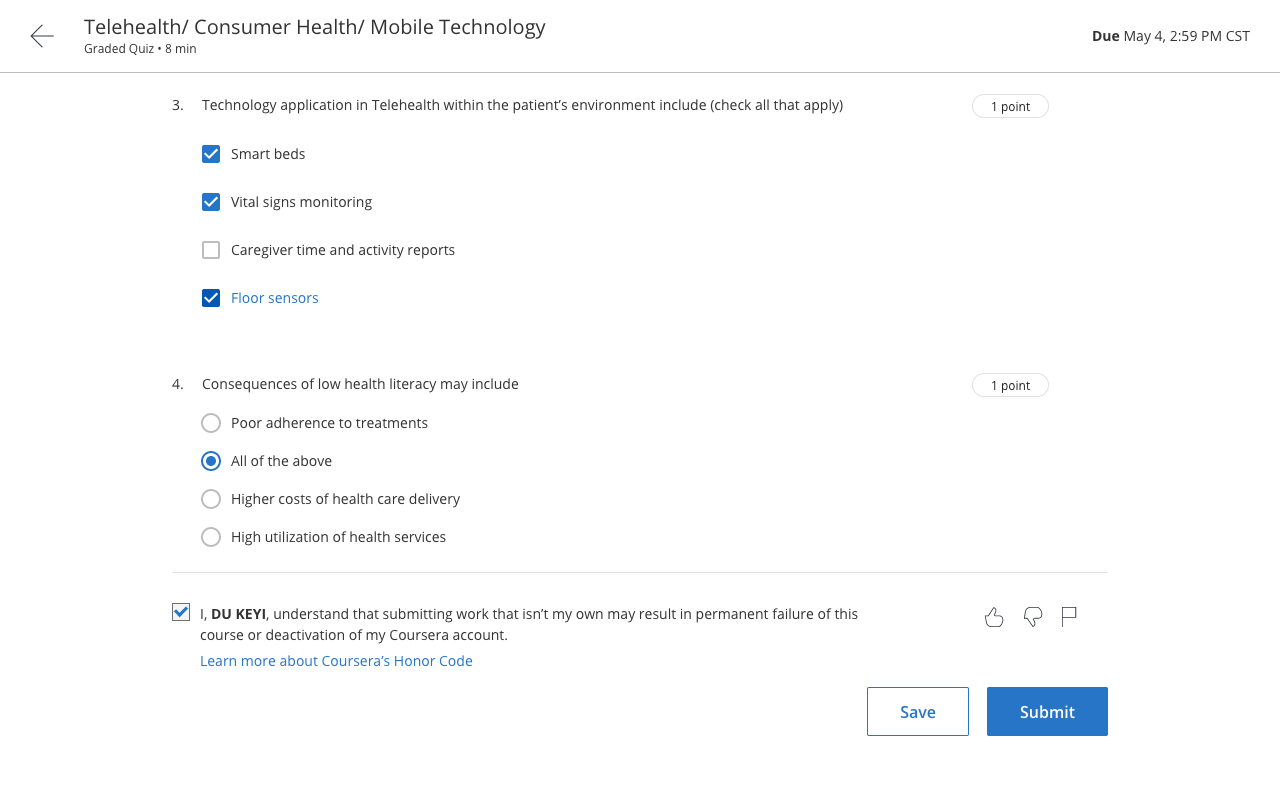 Telehealth/ Consumer Health/ Mobile Technology
Graded Quiz • 8 min
Due May 4, 2:59 PM CST
3. Technology application in Telehealth within the patient’s environment include (check all that apply)
1 point
Smart beds
Vital signs monitoring
Caregiver time and activity reports
Floor sensors
4. Consequences of low health literacy may include
1 point
Poor adherence to treatments
All of the above
Higher costs of health care delivery
High utilization of health services
I, DU KEYI, understand that submitting work that isn’t my own may result in permanent failure of this
course or deactivation of my Coursera account.
Learn more about Coursera’s Honor Code
Save
Submit